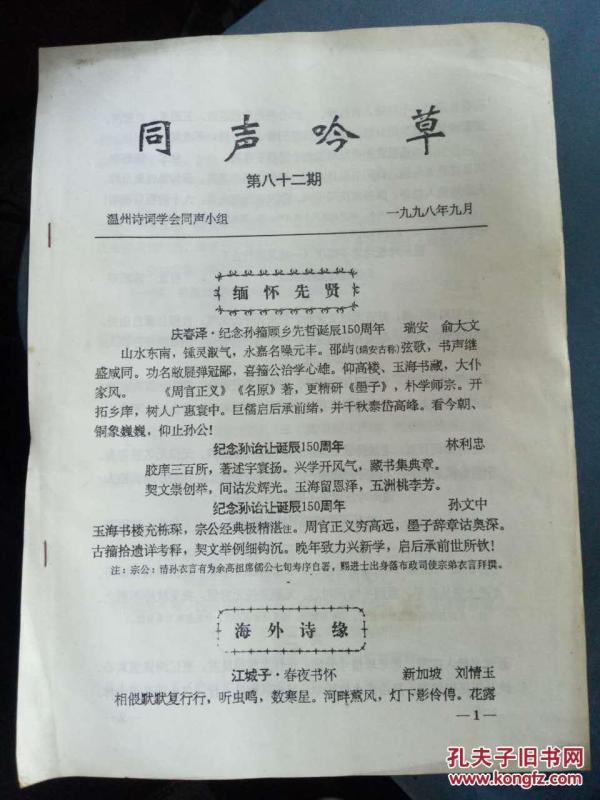 同声吟草
第八十二期
温州诗词学会同声小组 一九九八年九月
缅怀先贤
庆春泽·纪念孙籀顾乡先哲诞辰150周年 瑞安 俞大文
山水东南，锺灵淑气，永嘉名噪元丰。邵屿(瑞安古称)弦歌，书声继
盛咸同。功名敝屣弹冠鄙，喜籀公治学心雄。仰高楼、玉海书藏，大仆
家风。 《周官正义》《名原》著，更精研《墨子》，朴学师宗。开
拓乡庠，树人广惠衰中。巨儒启后承前绪，并千秋泰岱高峰。看今朝、
铜象巍巍，仰止孙公！
纪念孙诒让诞辰150周年 林利忠
胶庠三百所，著述宇寰扬。兴学开风气，藏书集典章。
契文崇创举，间诂发辉光。玉海留恩泽，五洲桃李芳。
纪念孙诒让诞辰150周年 孙文中
玉海书楼充栋琛，宗公经典极精湛注。周官正义穷高远，墨子辞章诂奥深。
古籀拾遗详考释，契文举例细钩沉。晚年致力兴新学，启后承前世所钦！
注：宗公：请孙衣言有为余高祖席儒公七旬寿序自署，赐进士出身落布政司使宗弟衣言拜撰。
海外诗缘
江城子·春夜书怀 新加坡 刘情玉
相偎默默复行行，听虫鸣，数寒星。河畔薰风，灯下影伶俜。花露
—1—
孔夫子旧书网
www.kongfz.com